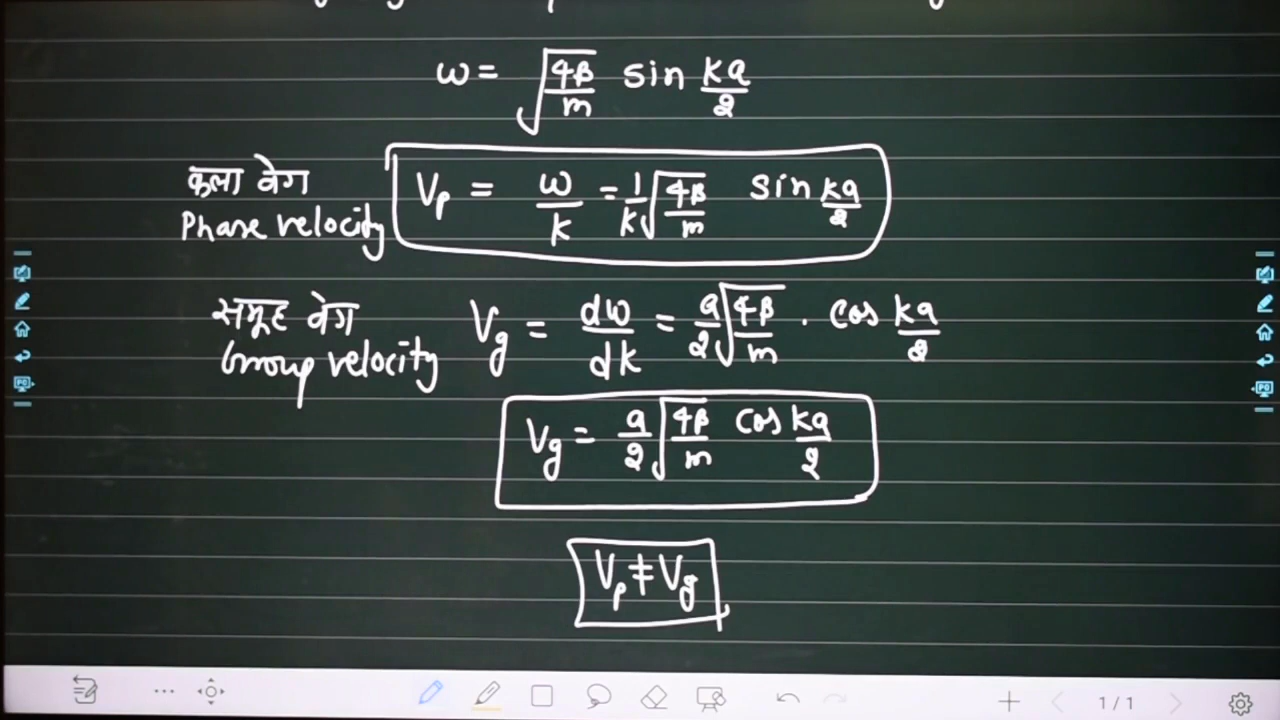 ω = √(4β/m) sin ka/2
कला वेग
Phase velocity
Vp = ω/k = 1/k √(4β/m) sin ka/2
समूह वेग
Group velocity
Vg = dω/dk = a/2 √(4β/m) . cos ka/2
Vg = a/2 √(4β/m) cos ka/2
Vp ≠ Vg
1/1